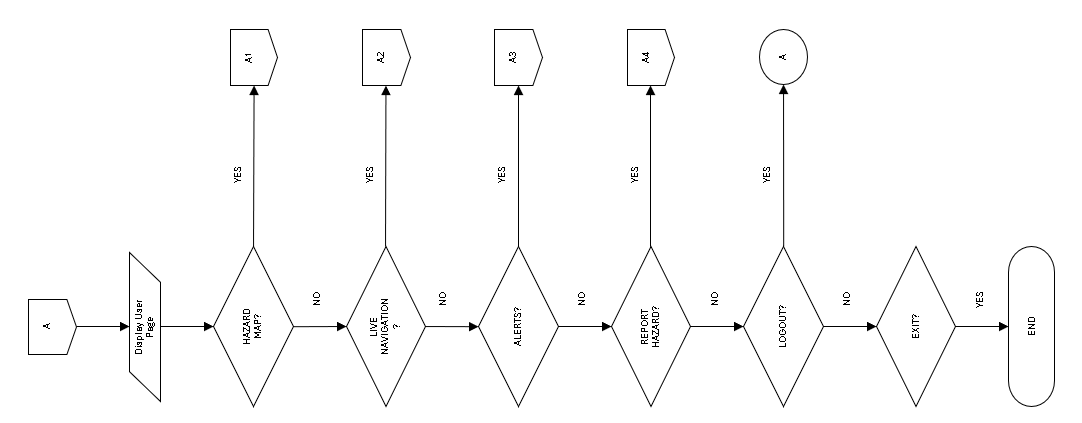 A
Display User
Page
HAZARD
MAP?
YES
A1
NO
LIVE
NAVIGATION
?
YES
A2
NO
ALERTS?
YES
A3
NO
REPORT
HAZARD?
YES
A4
NO
LOGOUT?
YES
A
NO
EXIT?
YES
END